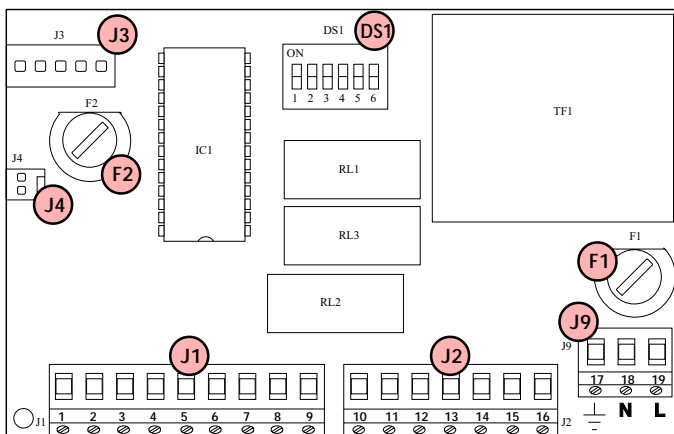 J3
J3
DS1
DS1
ON
1 2 3 4 5 6
TF1
F2
F2
IC1
J4
J4
RL1
RL3
RL2
F1
F1
J9
J9
17 18 19
N L
J1
J1
1 2 3 4 5 6 7 8 9
J2
J2
10 11 12 13 14 15 16